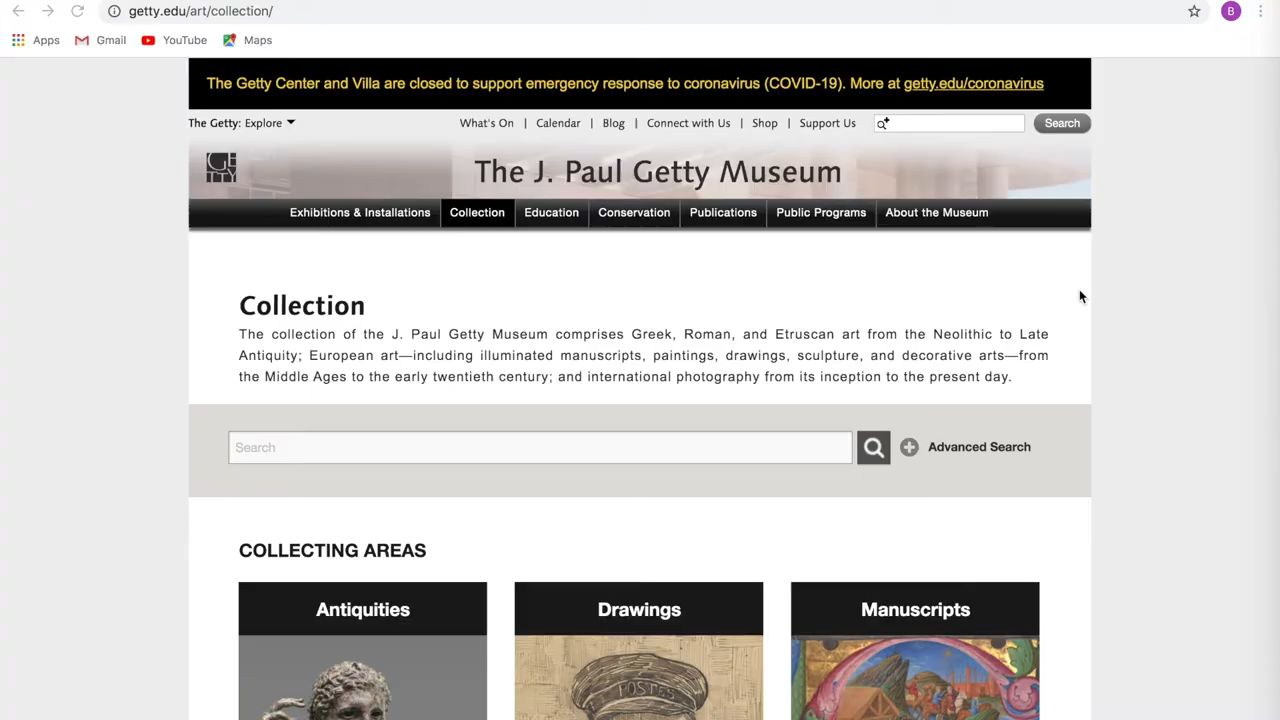 getty.edu/art/collection/
B
Apps Gmail YouTube Maps
The Getty Center and Villa are closed to support emergency response to coronavirus (COVID-19). More at getty.edu/coronavirus
The Getty: Explore What's On | Calendar | Blog | Connect with Us | Shop | Support Us Search
GETTY The J. Paul Getty Museum
Exhibitions & Installations Collection Education Conservation Publications Public Programs About the Museum
Collection
The collection of the J. Paul Getty Museum comprises Greek, Roman, and Etruscan art from the Neolithic to Late
Antiquity; European art—including illuminated manuscripts, paintings, drawings, sculpture, and decorative arts—from
the Middle Ages to the early twentieth century; and international photography from its inception to the present day.
Search Advanced Search
COLLECTING AREAS
Antiquities Drawings Manuscripts
POSTES